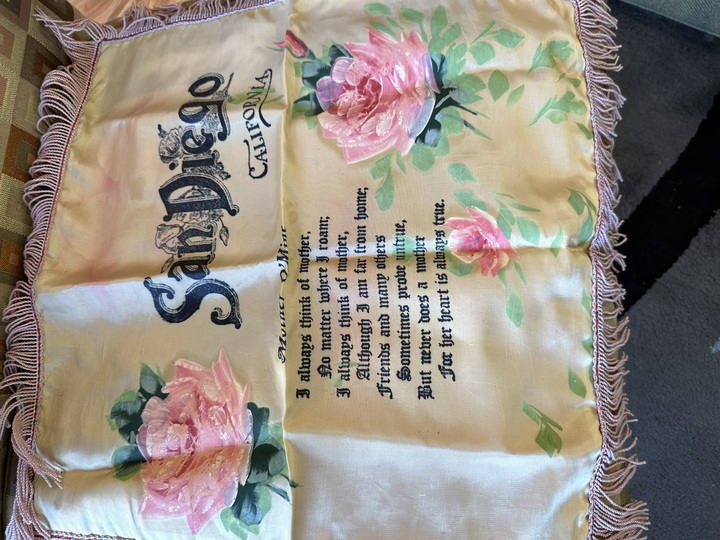 San Diego
CALIFORNIA
Mother O'Mine
I always think of mother,
No matter where I roam;
I always think of mother,
Although I am far from home;
Friends and many others
Sometimes probe untrue,
But never does a mother
For her heart is always true.